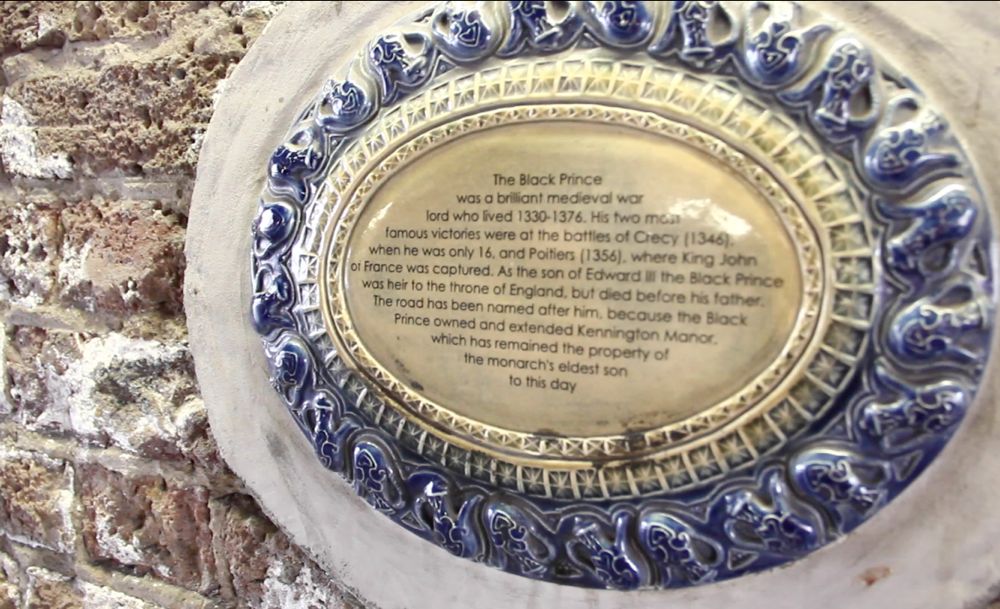 The Black Prince
was a brilliant medieval war
lord who lived 1330-1376. His two most
famous victories were at the battles of Crecy (1346),
when he was only 16, and Poitiers (1356), where King John
of France was captured. As the son of Edward III the Black Prince
was heir to the throne of England, but died before his father.
The road has been named after him, because the Black
Prince owned and extended Kennington Manor,
which has remained the property of
the monarch's eldest son
to this day